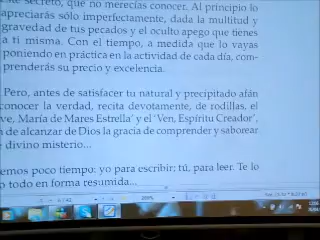 secreto, que no merecías conocer. Al principio lo
apreciarás sólo imperfectamente, dada la multitud y
gravedad de tus pecados y el oculto apego que tienes
a ti misma. Con el tiempo, a medida que lo vayas
poniendo en práctica en la actividad de cada día, com-
prenderás su precio y excelencia.
Pero, antes de satisfacer tu natural y precipitado afán
conocer la verdad, recita devotamente, de rodillas, el
ve, María de Mares Estrella' y el 'Ven, Espíritu Creador',
de alcanzar de Dios la gracia de comprender y saborear
divino misterio...
emos poco tiempo: yo para escribir; tú, para leer. Te lo
o todo en forma resumida...
200%